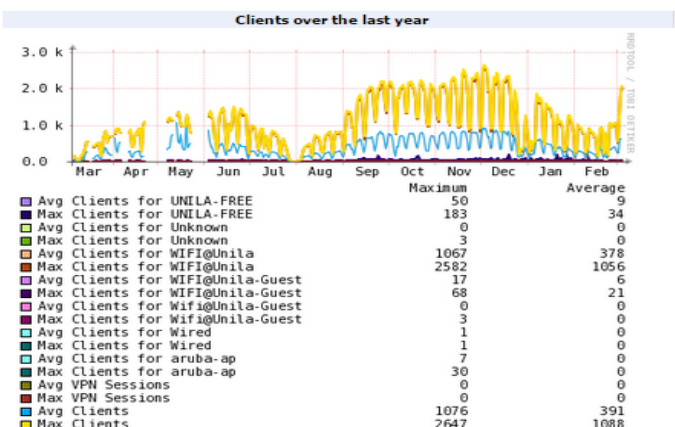 Clients over the last year
RRDTOOL / TOBI OETIKER
3.0 k
2.0 k
1.0 k
0.0
Mar Apr May Jun Jul Aug Sep Oct Nov Dec Jan Feb
Maximum Average
Avg Clients for UNILA-FREE 50 9
Max Clients for UNILA-FREE 183 34
Avg Clients for Unknown 0 0
Max Clients for Unknown 3 0
Avg Clients for WIFI@Unila 1067 378
Max Clients for WIFI@Unila 2582 1056
Avg Clients for WIFI@Unila-Guest 17 6
Max Clients for WIFI@Unila-Guest 68 21
Avg Clients for Wifi@Unila-Guest 0 0
Max Clients for Wifi@Unila-Guest 3 0
Avg Clients for Wired 1 0
Max Clients for Wired 1 0
Avg Clients for aruba-ap 7 0
Max Clients for aruba-ap 30 0
Avg VPN Sessions 0 0
Max VPN Sessions 0 0
Avg Clients 1076 391
Max Clients 2647 1088